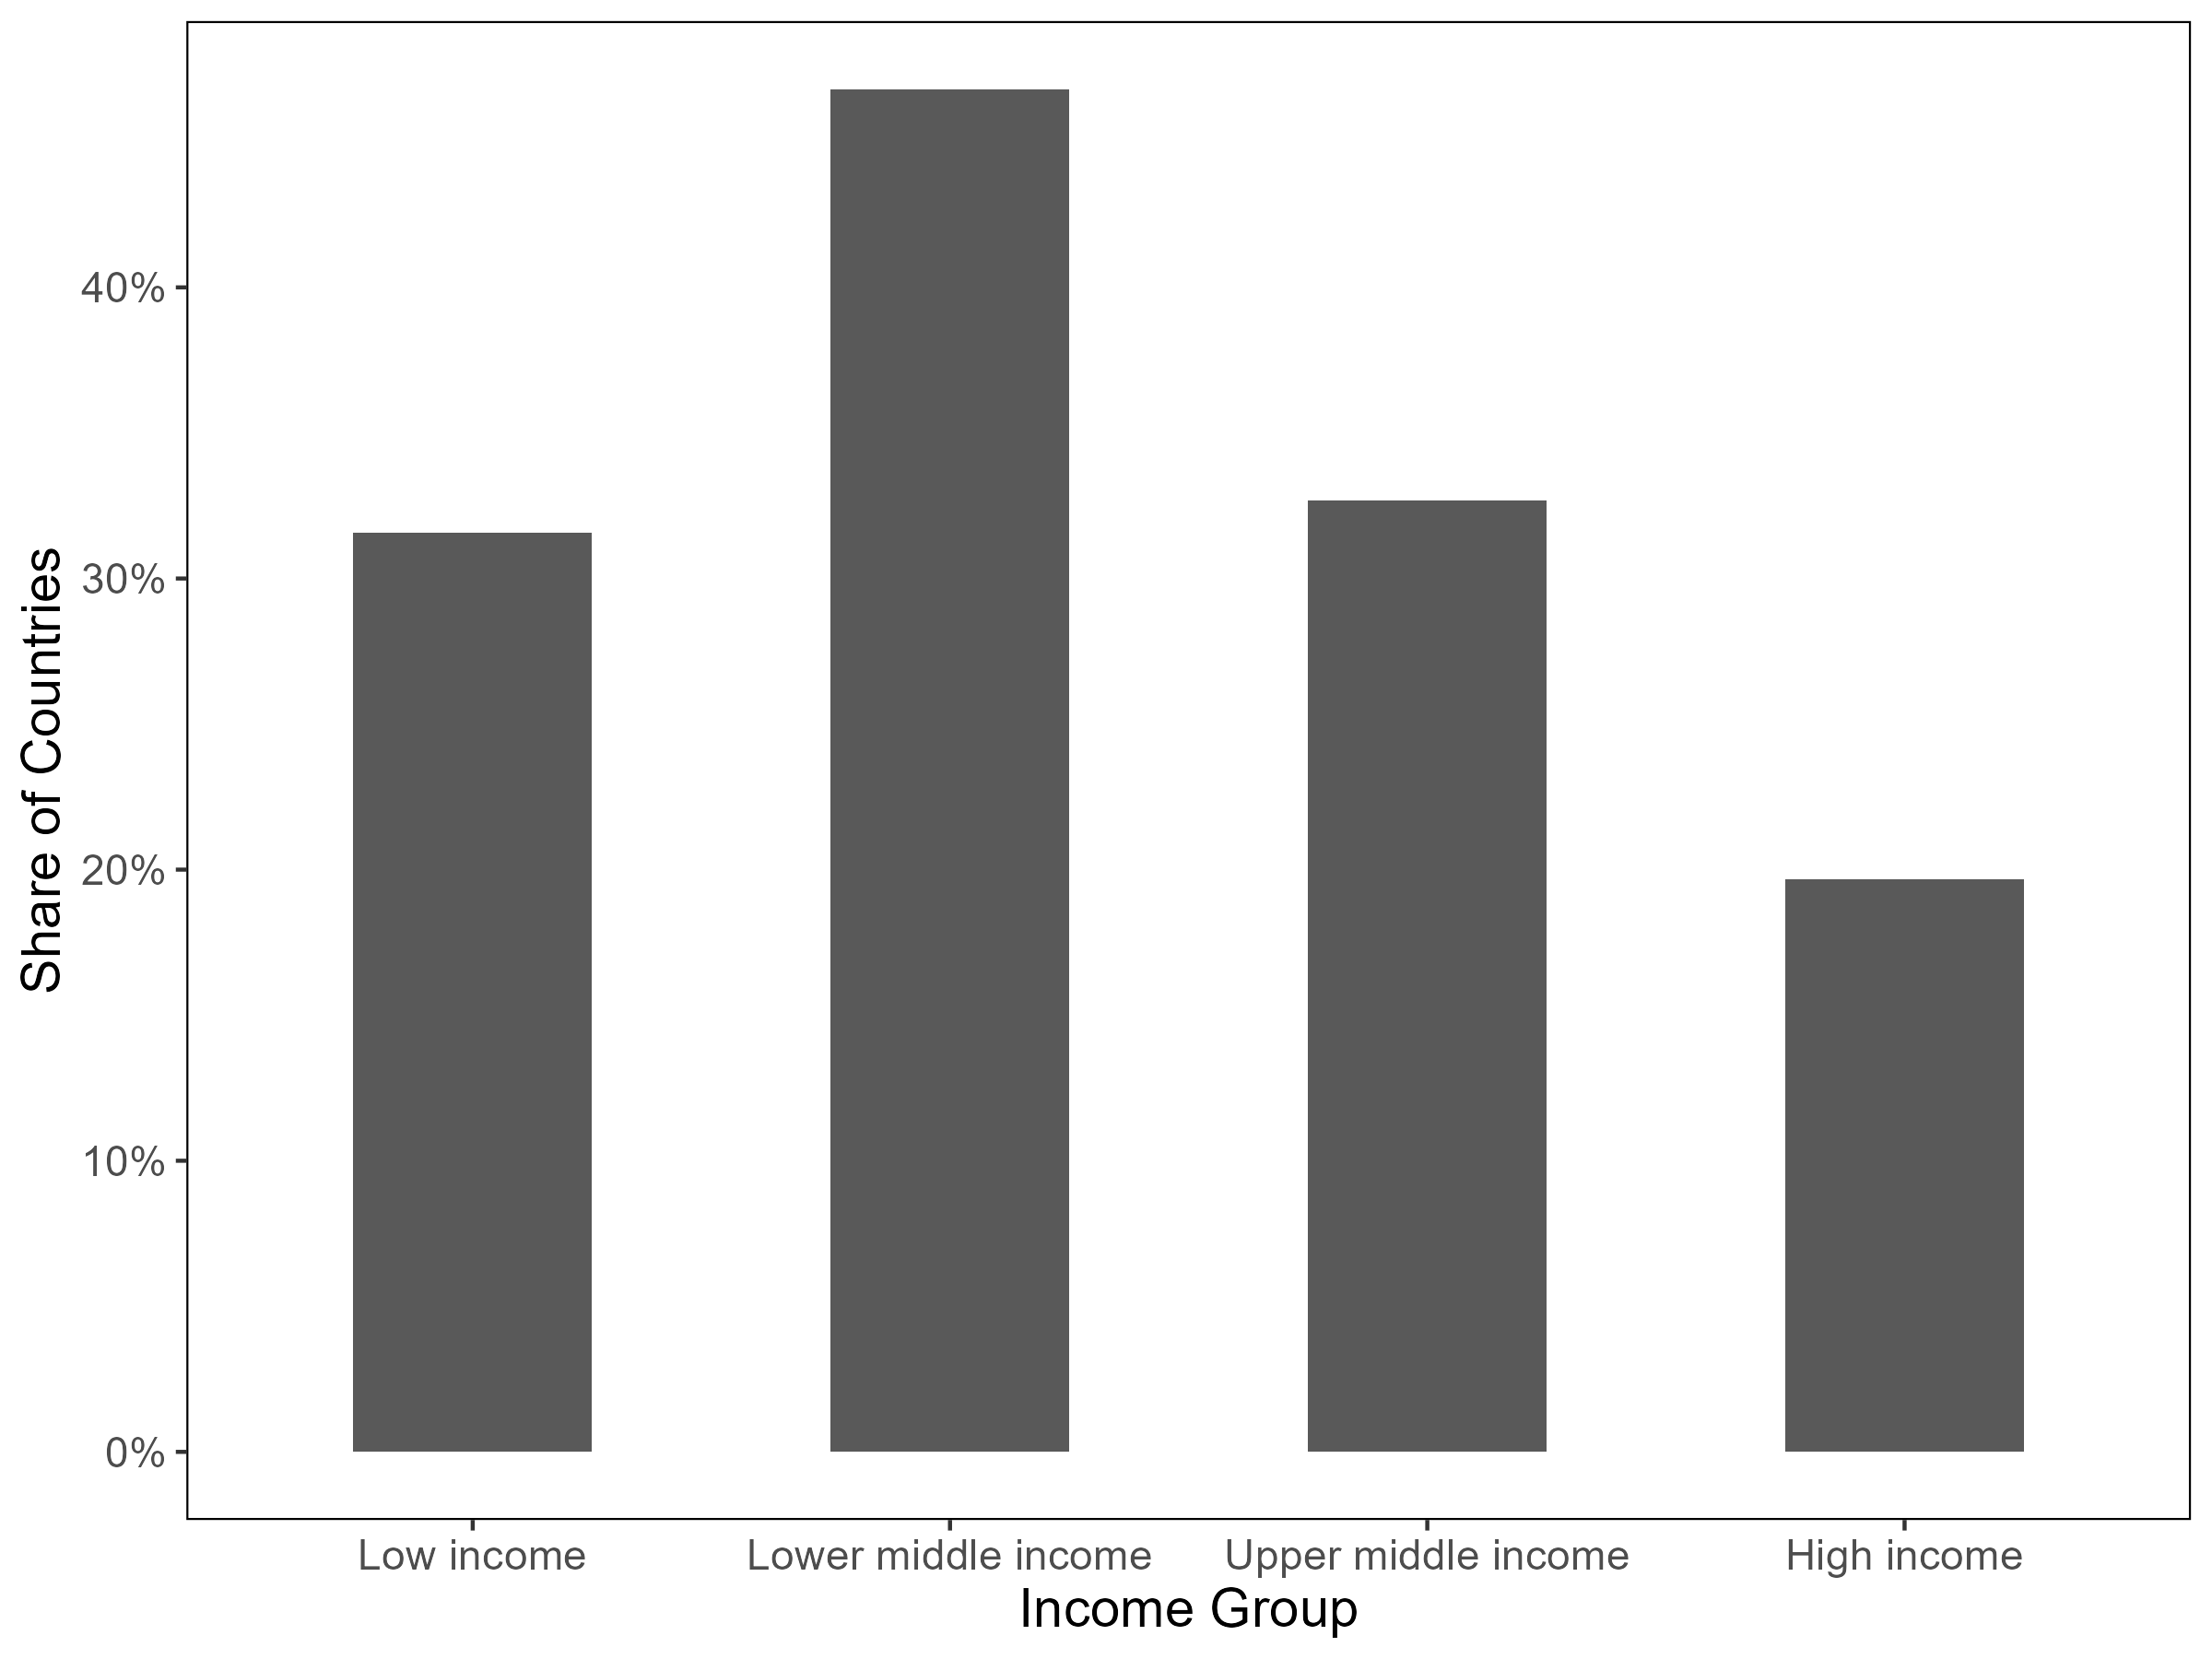 Share of Countries
40%
30%
20%
10%
0%
Low income
Lower middle income
Upper middle income
High income
Income Group